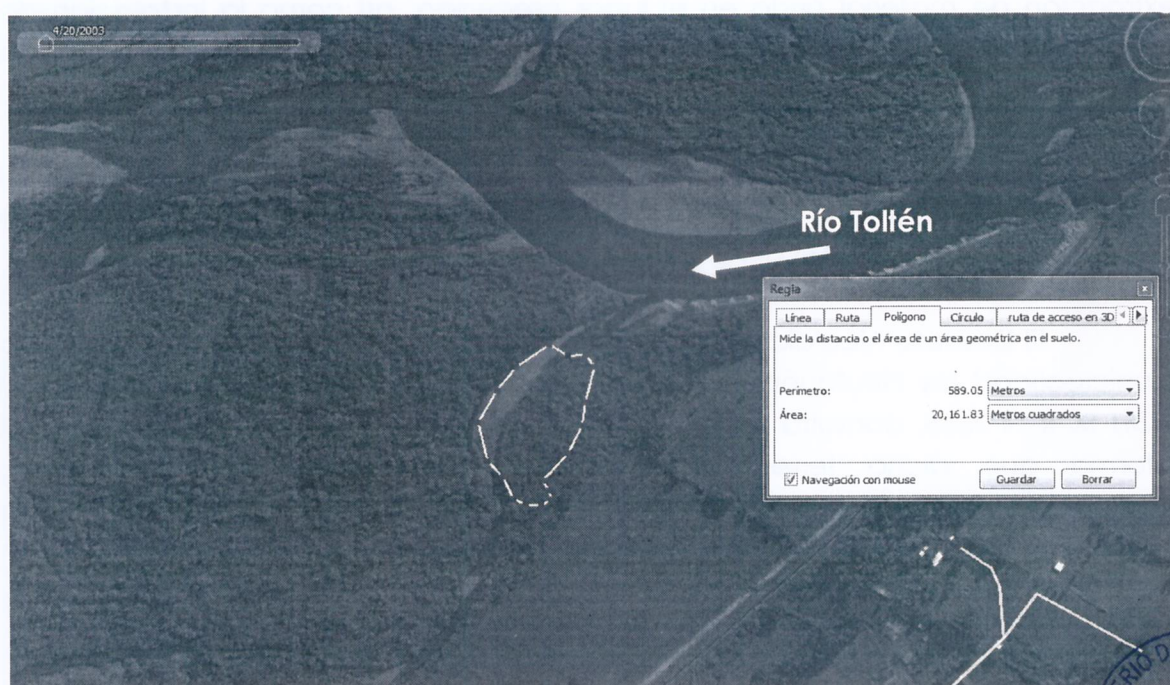 4/20/2003
Río Toltén
Regla
Línea Ruta Polígono Círculo ruta de acceso en 3D
Mide la distancia o el área de un área geométrica en el suelo.
Perímetro: 589.05 Metros
Área: 20,161.83 Metros cuadrados
Navegación con mouse Guardar Borrar
ERIO D